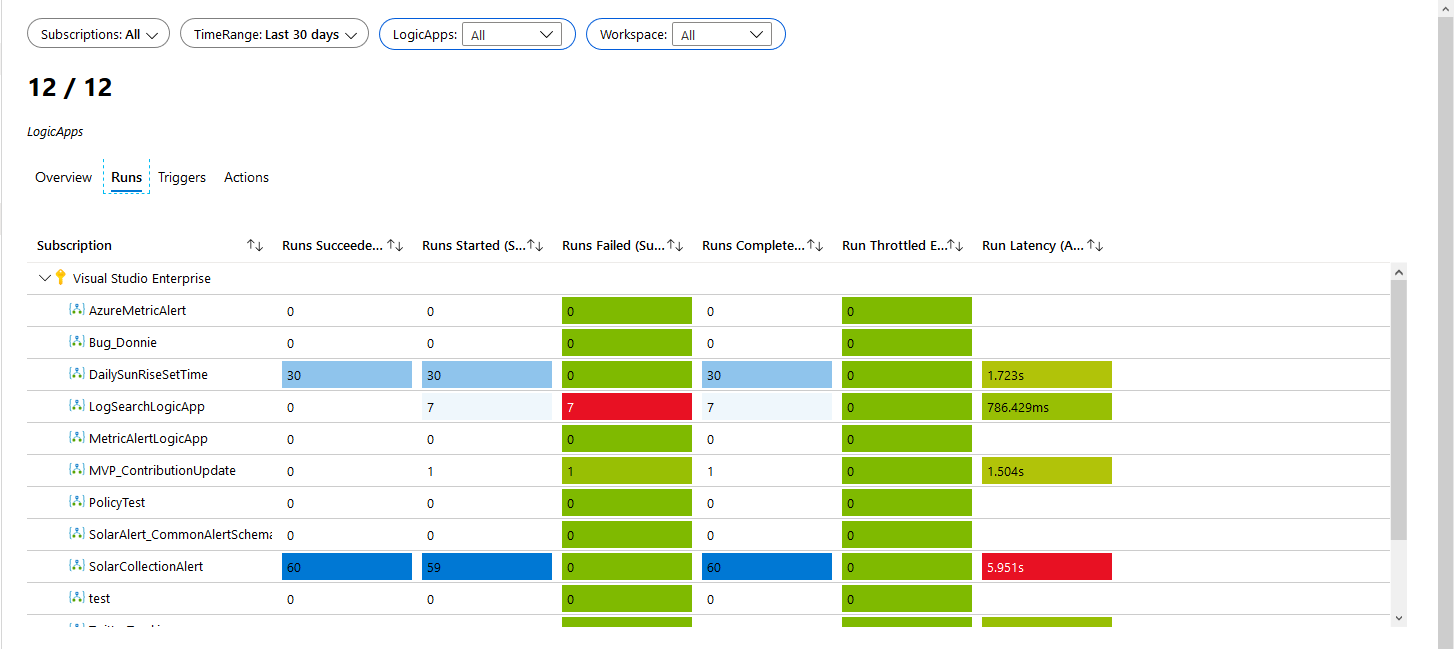 Subscriptions: All TimeRange: Last 30 days LogicApps: All Workspace: All
12 / 12
LogicApps
Overview Runs Triggers Actions
Subscription Runs Succeede... Runs Started (S... Runs Failed (Su... Runs Complete... Run Throttled E... Run Latency (A...
Visual Studio Enterprise
AzureMetricAlert 0 0 0 0 0
Bug_Donnie 0 0 0 0 0
DailySunRiseSetTime 30 30 0 30 0 1.723s
LogSearchLogicApp 0 7 7 7 0 786.429ms
MetricAlertLogicApp 0 0 0 0 0
MVP_ContributionUpdate 0 1 1 1 0 1.504s
PolicyTest 0 0 0 0 0
SolarAlert_CommonAlertSchema 0 0 0 0 0
SolarCollectionAlert 60 59 0 60 0 5.951s
test 0 0 0 0 0